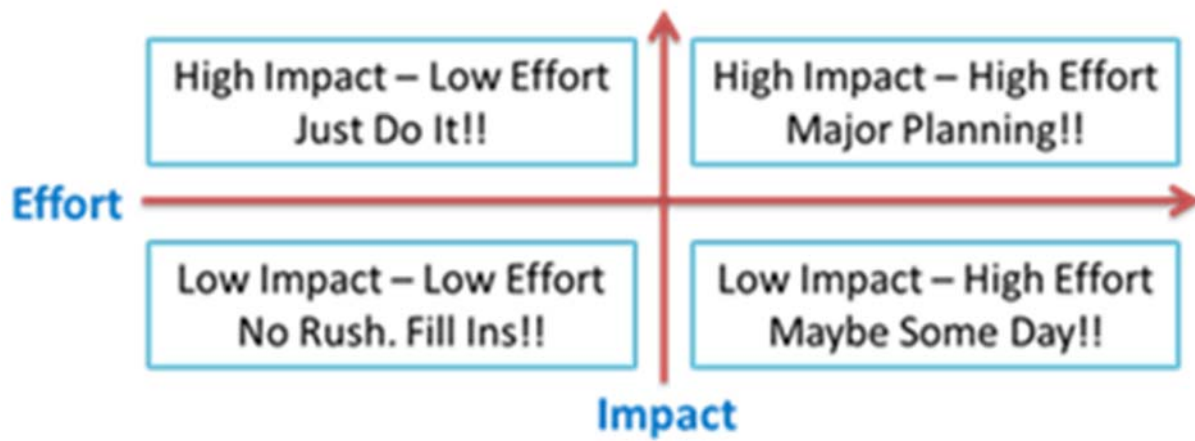 High Impact – Low Effort
Just Do It!!
High Impact – High Effort
Major Planning!!
Effort
Low Impact – Low Effort
No Rush. Fill Ins!!
Low Impact – High Effort
Maybe Some Day!!
Impact